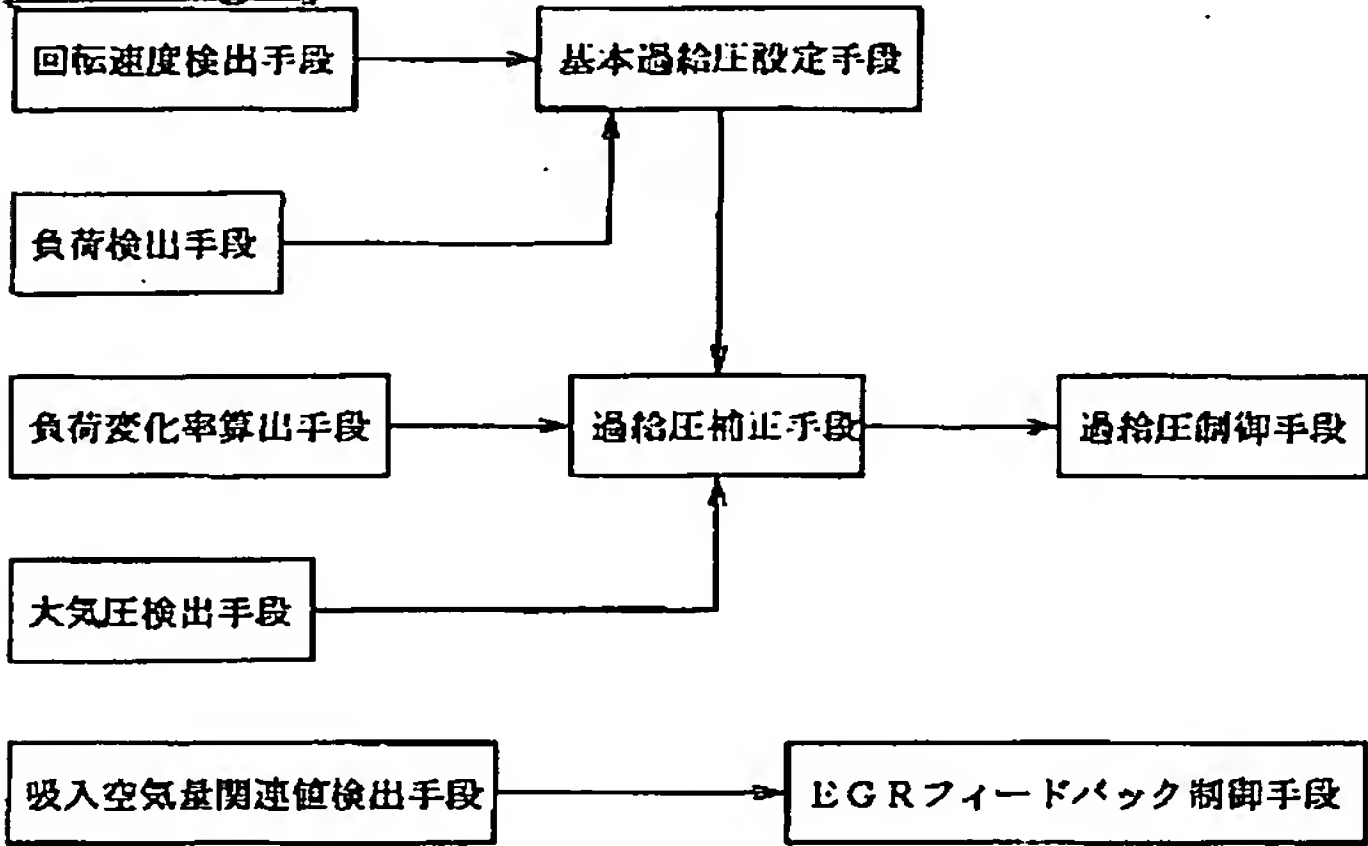 回転速度検出手段
基本過給圧設定手段
負荷検出手段
負荷変化率算出手段
過給圧補正手段
過給圧制御手段
大気圧検出手段
吸入空気量関連値検出手段
EGRフィードバック制御手段